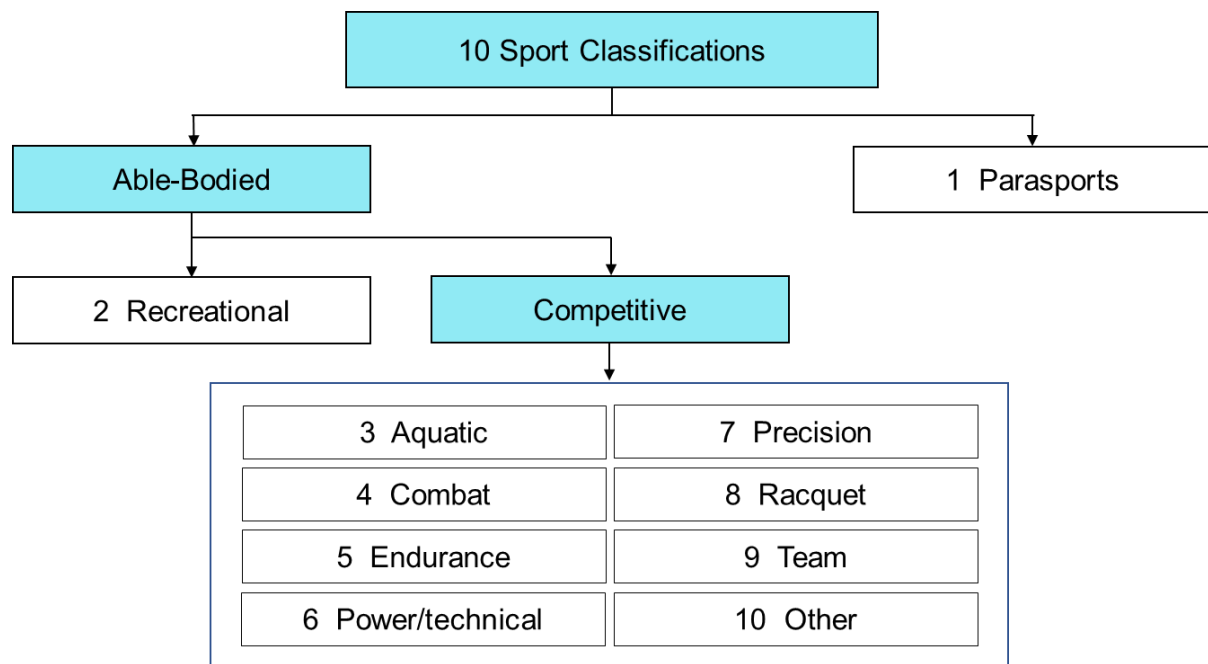 10 Sport Classifications
Able-Bodied
1 Parasports
2 Recreational
Competitive
3 Aquatic
7 Precision
4 Combat
8 Racquet
5 Endurance
9 Team
6 Power/technical
10 Other